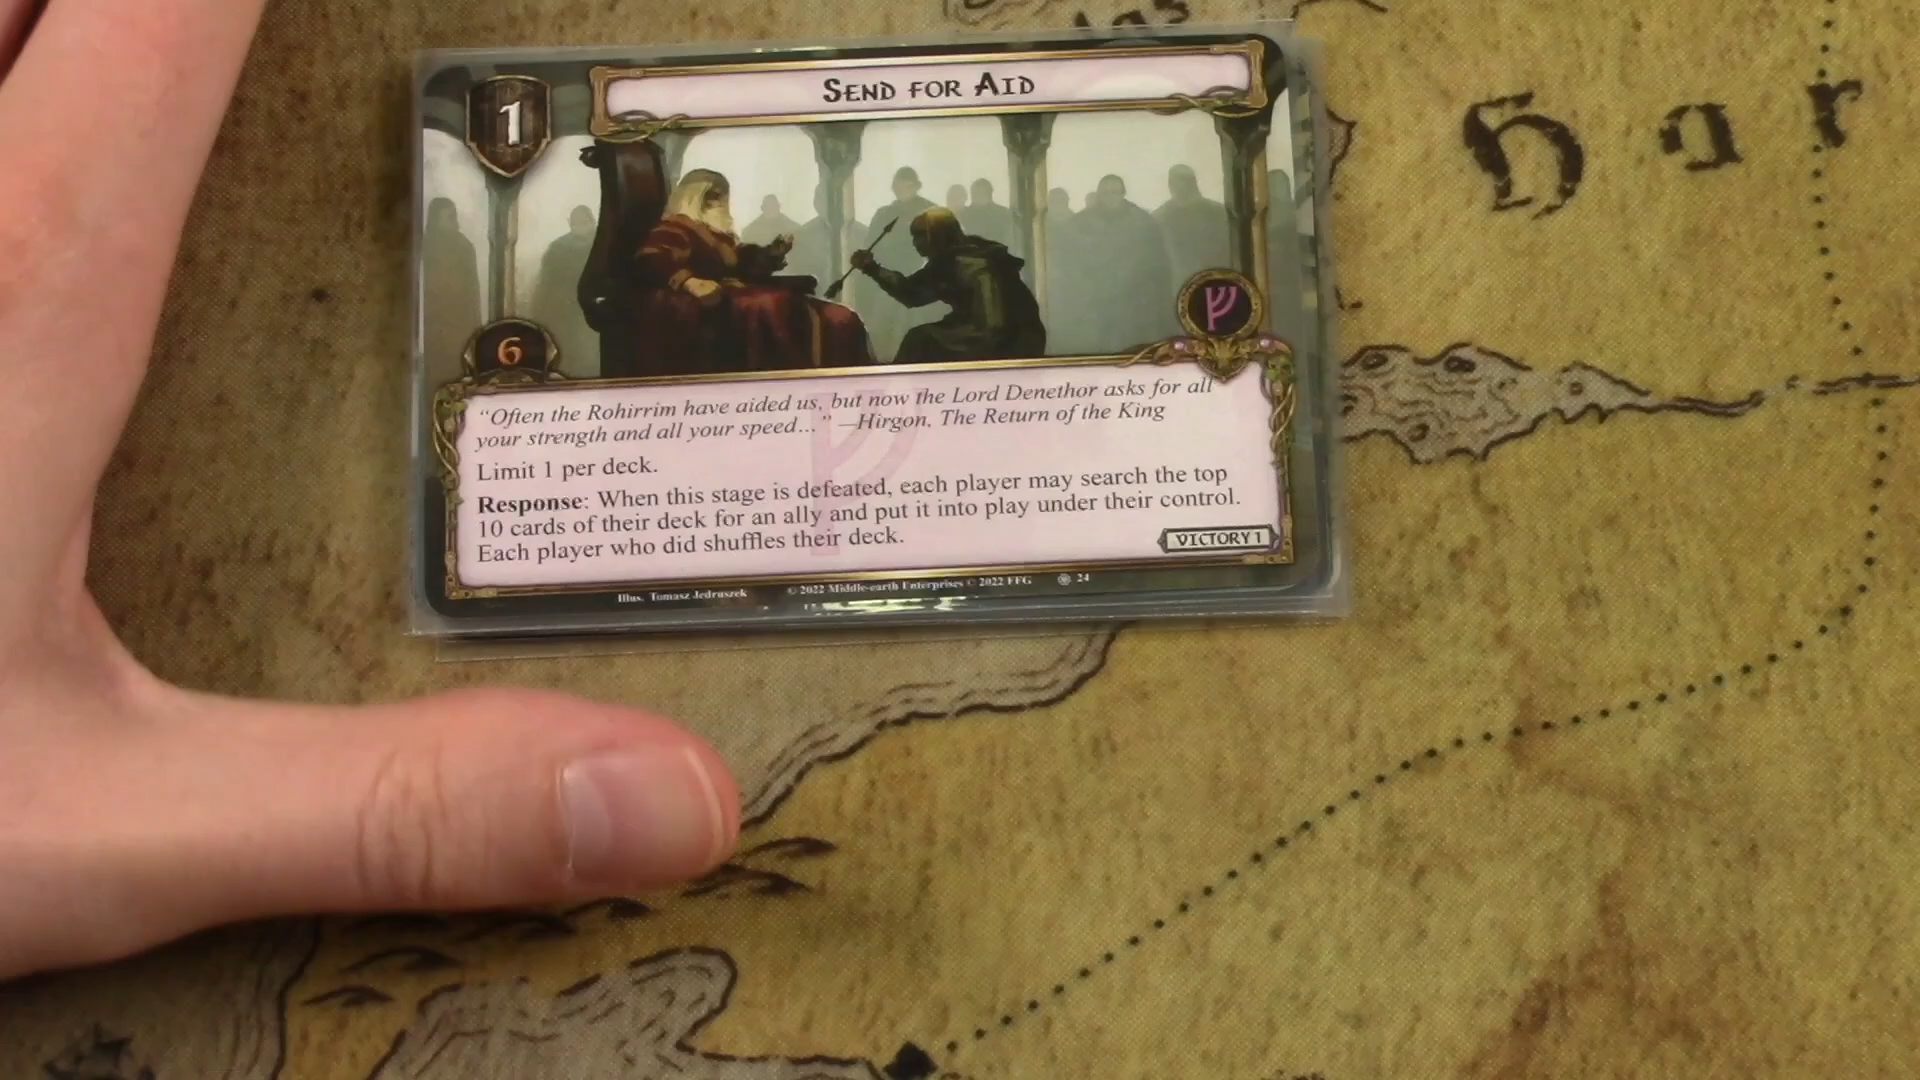 1
Send for Aid
6
“Often the Rohirrim have aided us, but now the Lord Denethor asks for all
your strength and all your speed…” —Hirgon, The Return of the King
Limit 1 per deck.
Response: When this stage is defeated, each player may search the top
10 cards of their deck for an ally and put it into play under their control.
Each player who did shuffles their deck.
VICTORY 1
Illus. Tomasz Jedruszek © 2022 Middle-earth Enterprises © 2022 FFG 24
Har